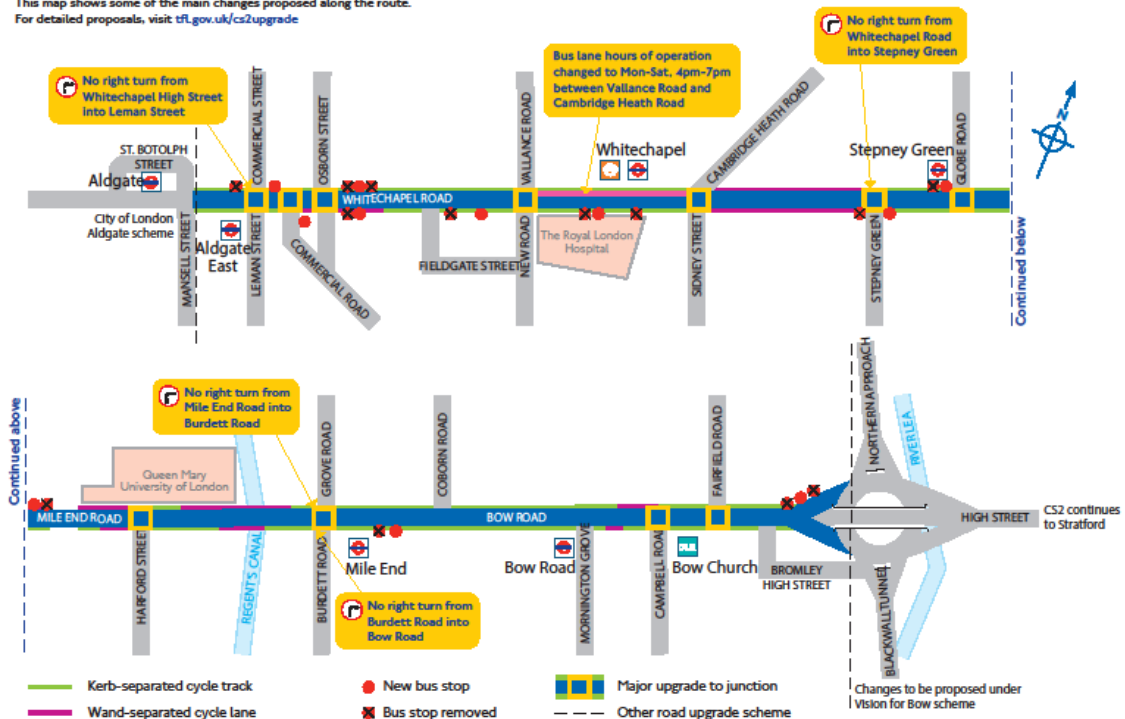 This map shows some of the main changes proposed along the route.
For detailed proposals, visit tfl.gov.uk/cs2upgrade
No right turn from
Whitechapel High Street
into Leman Street
Bus lane hours of operation
changed to Mon-Sat, 4pm-7pm
between Vallance Road and
Cambridge Heath Road
No right turn from
Whitechapel Road
into Stepney Green
N
ST. BOTOLPH
STREET
Aldgate
COMMERCIAL STREET
OSBORN STREET
VALLANCE ROAD
Whitechapel
CAMBRIDGE HEATH ROAD
Stepney Green
GLOBE ROAD
WHITECHAPEL ROAD
City of London
Aldgate scheme
MANSELL STREET
Aldgate
East
LEMAN STREET
COMMERCIAL ROAD
FIELDGATE STREET
NEW ROAD
The Royal London
Hospital
SIDNEY STREET
STEPNEY GREEN
Continued below
Continued above
No right turn from
Mile End Road into
Burdett Road
Queen Mary
University of London
GROVE ROAD
COBORN ROAD
FAIRFIELD ROAD
NORTHERN APPROACH
RIVER LEA
MILE END ROAD
BOW ROAD
HIGH STREET
CS2 continues
to Stratford
HARFORD STREET
REGENT'S CANAL
BURDETT ROAD
Mile End
Bow Road
MORNINGTON GROVE
CAMPBELL ROAD
DLR
Bow Church
BROMLEY
HIGH STREET
BLACKWALL TUNNEL
No right turn from
Burdett Road into
Bow Road
Kerb-separated cycle track
New bus stop
Major upgrade to junction
Changes to be proposed under
Vision for Bow scheme
Wand-separated cycle lane
Bus stop removed
Other road upgrade scheme